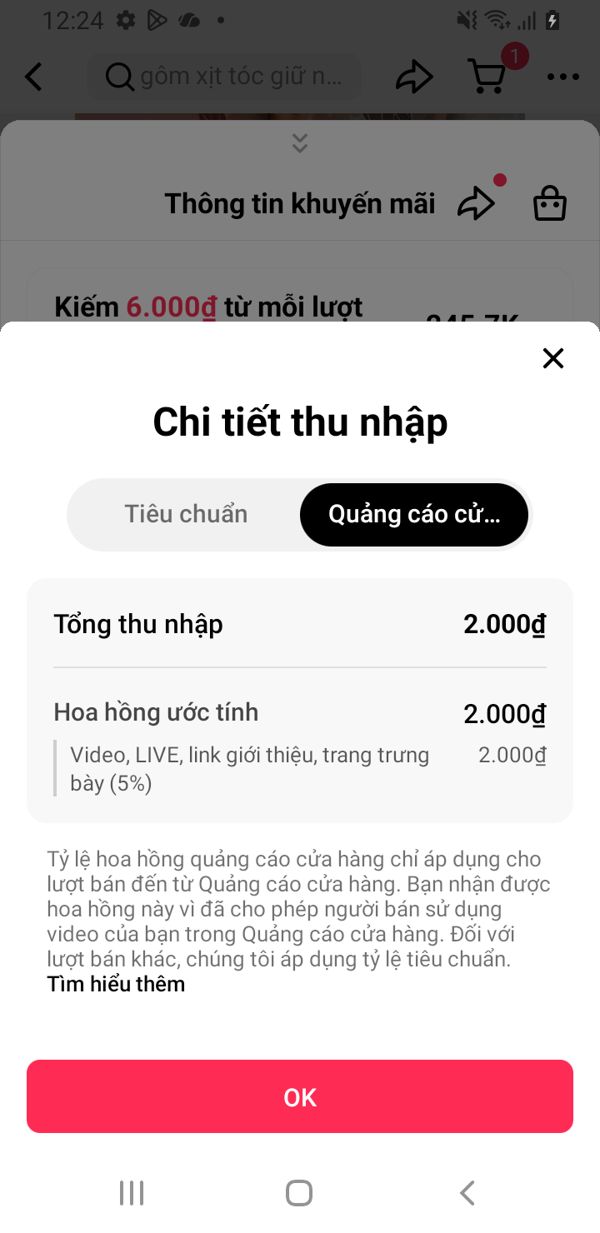 12:24
gôm xịt tóc giữ n...
1
Thông tin khuyến mãi
Kiếm 6.000₫ từ mỗi lượt
Chi tiết thu nhập
Tiêu chuẩn
Quảng cáo cử...
Tổng thu nhập
2.000₫
Hoa hồng ước tính
2.000₫
Video, LIVE, link giới thiệu, trang trưng
2.000₫
bày (5%)
Tỷ lệ hoa hồng quảng cáo cửa hàng chỉ áp dụng cho
lượt bán đến từ Quảng cáo cửa hàng. Bạn nhận được
hoa hồng này vì đã cho phép người bán sử dụng
video của bạn trong Quảng cáo cửa hàng. Đối với
lượt bán khác, chúng tôi áp dụng tỷ lệ tiêu chuẩn.
Tìm hiểu thêm
OK